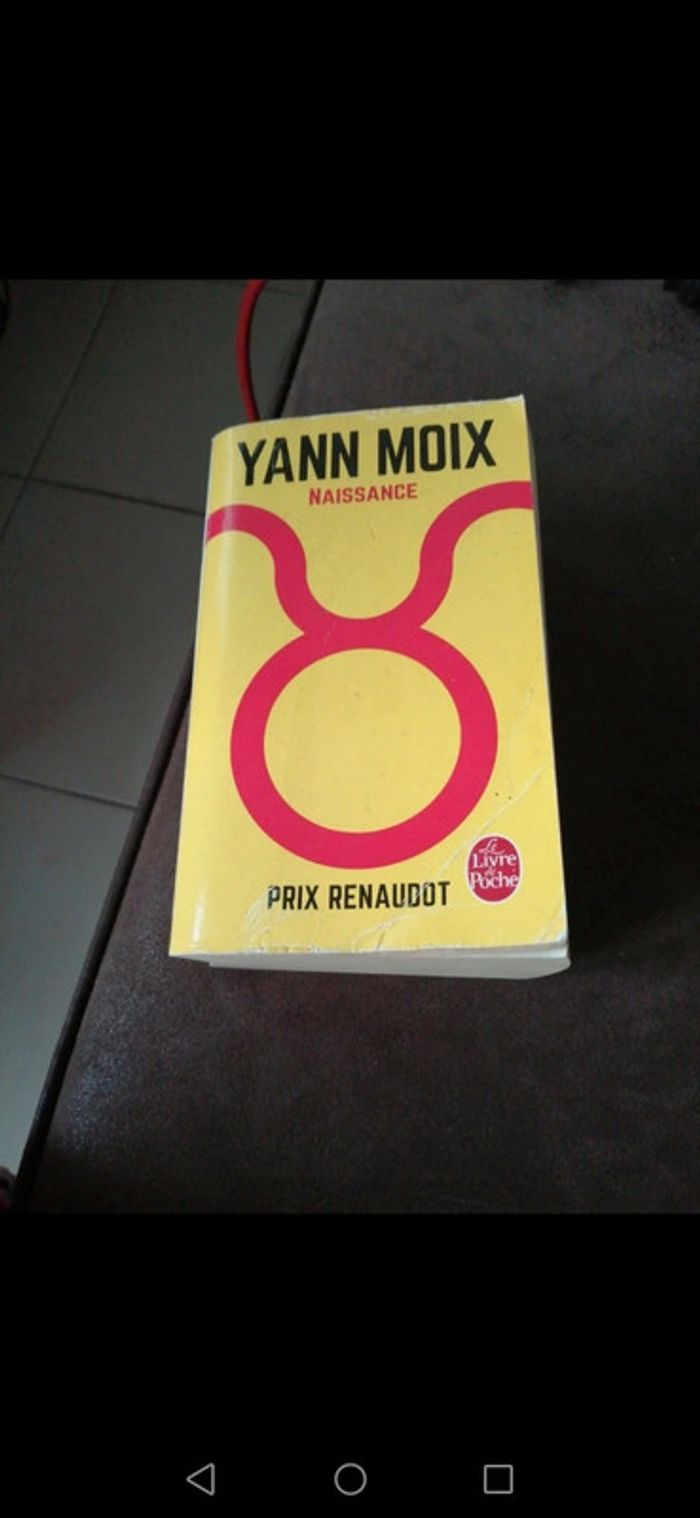 YANN MOIX
NAISSANCE
PRIX RENAUDOT
Le
Livre
de
Poche